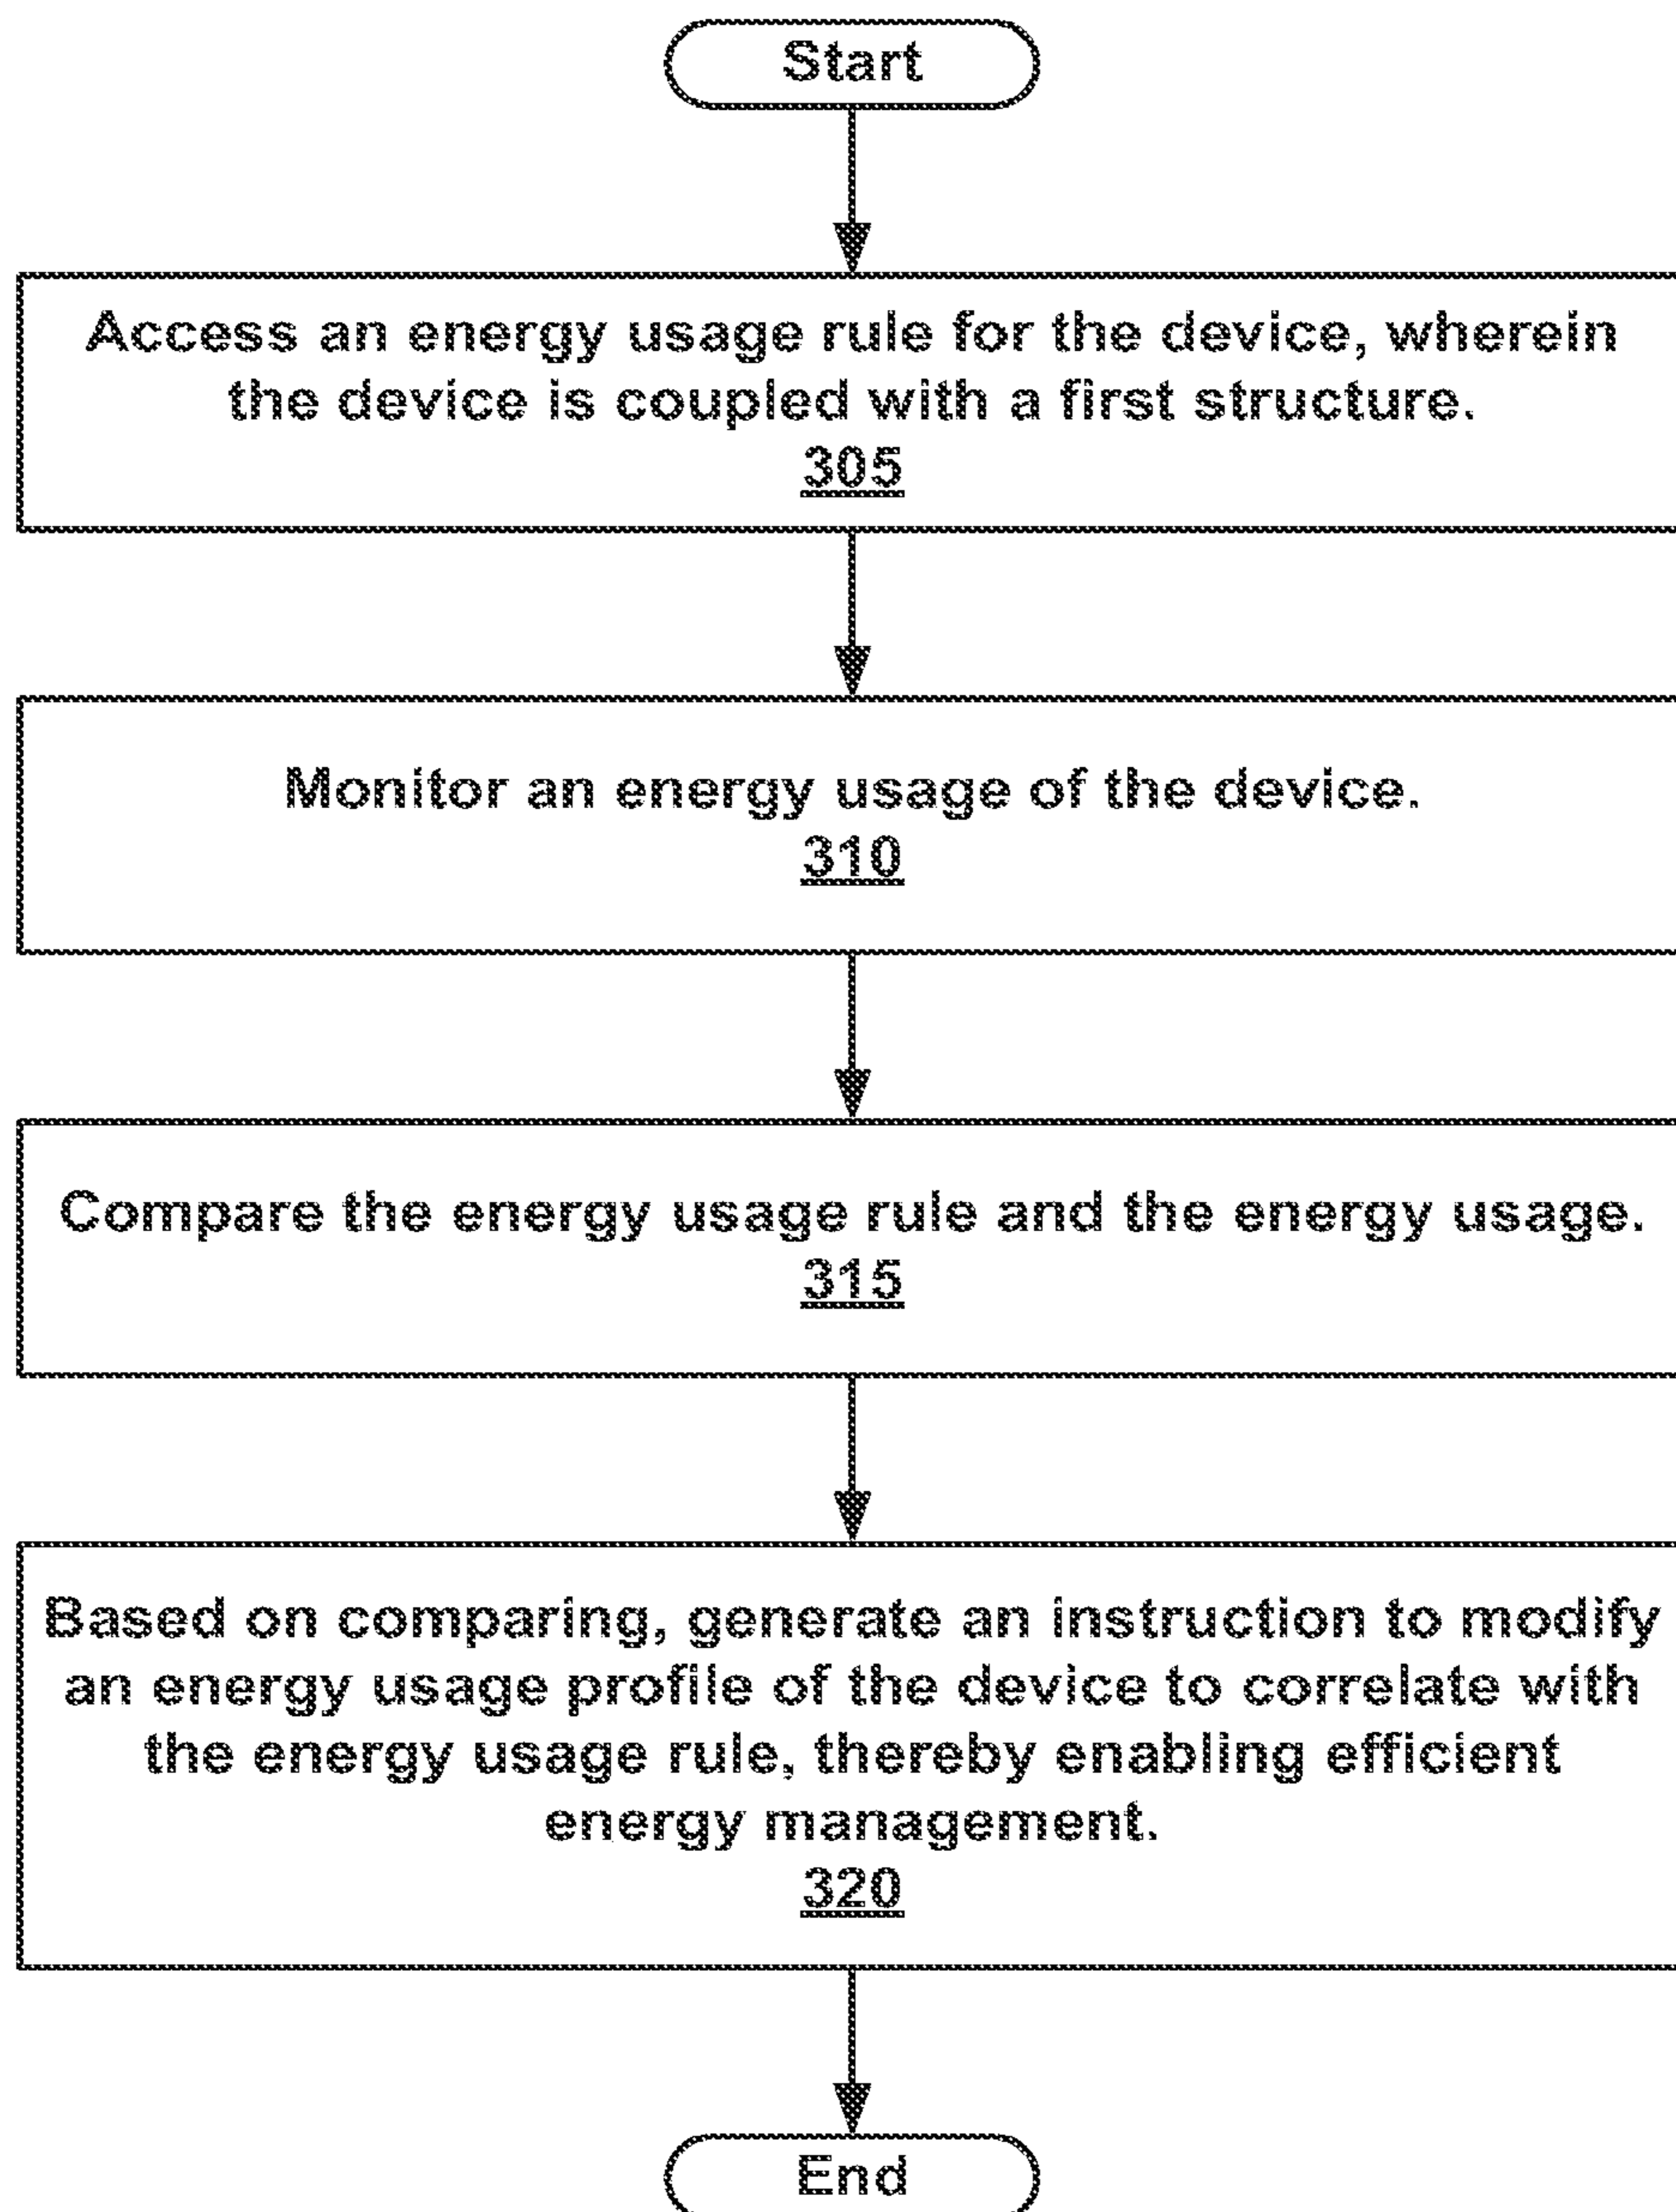 Start
Access an energy usage rule for the device, wherein
the device is coupled with a first structure.
305
Monitor an energy usage of the device.
310
Compare the energy usage rule and the energy usage.
315
Based on comparing, generate an instruction to modify
an energy usage profile of the device to correlate with
the energy usage rule, thereby enabling efficient
energy management.
320
End